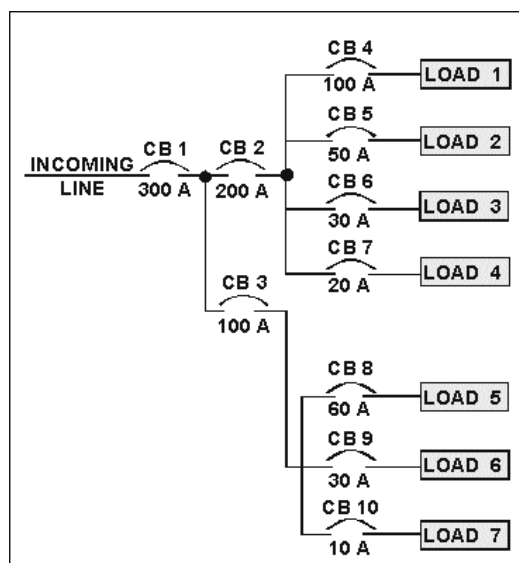 CB 4
LOAD 1
100 A
CB 5
LOAD 2
50 A
CB 1
CB 2
INCOMING
LINE
300 A
200 A
CB 6
LOAD 3
30 A
CB 7
LOAD 4
20 A
CB 3
100 A
CB 8
LOAD 5
60 A
CB 9
LOAD 6
30 A
CB 10
LOAD 7
10 A